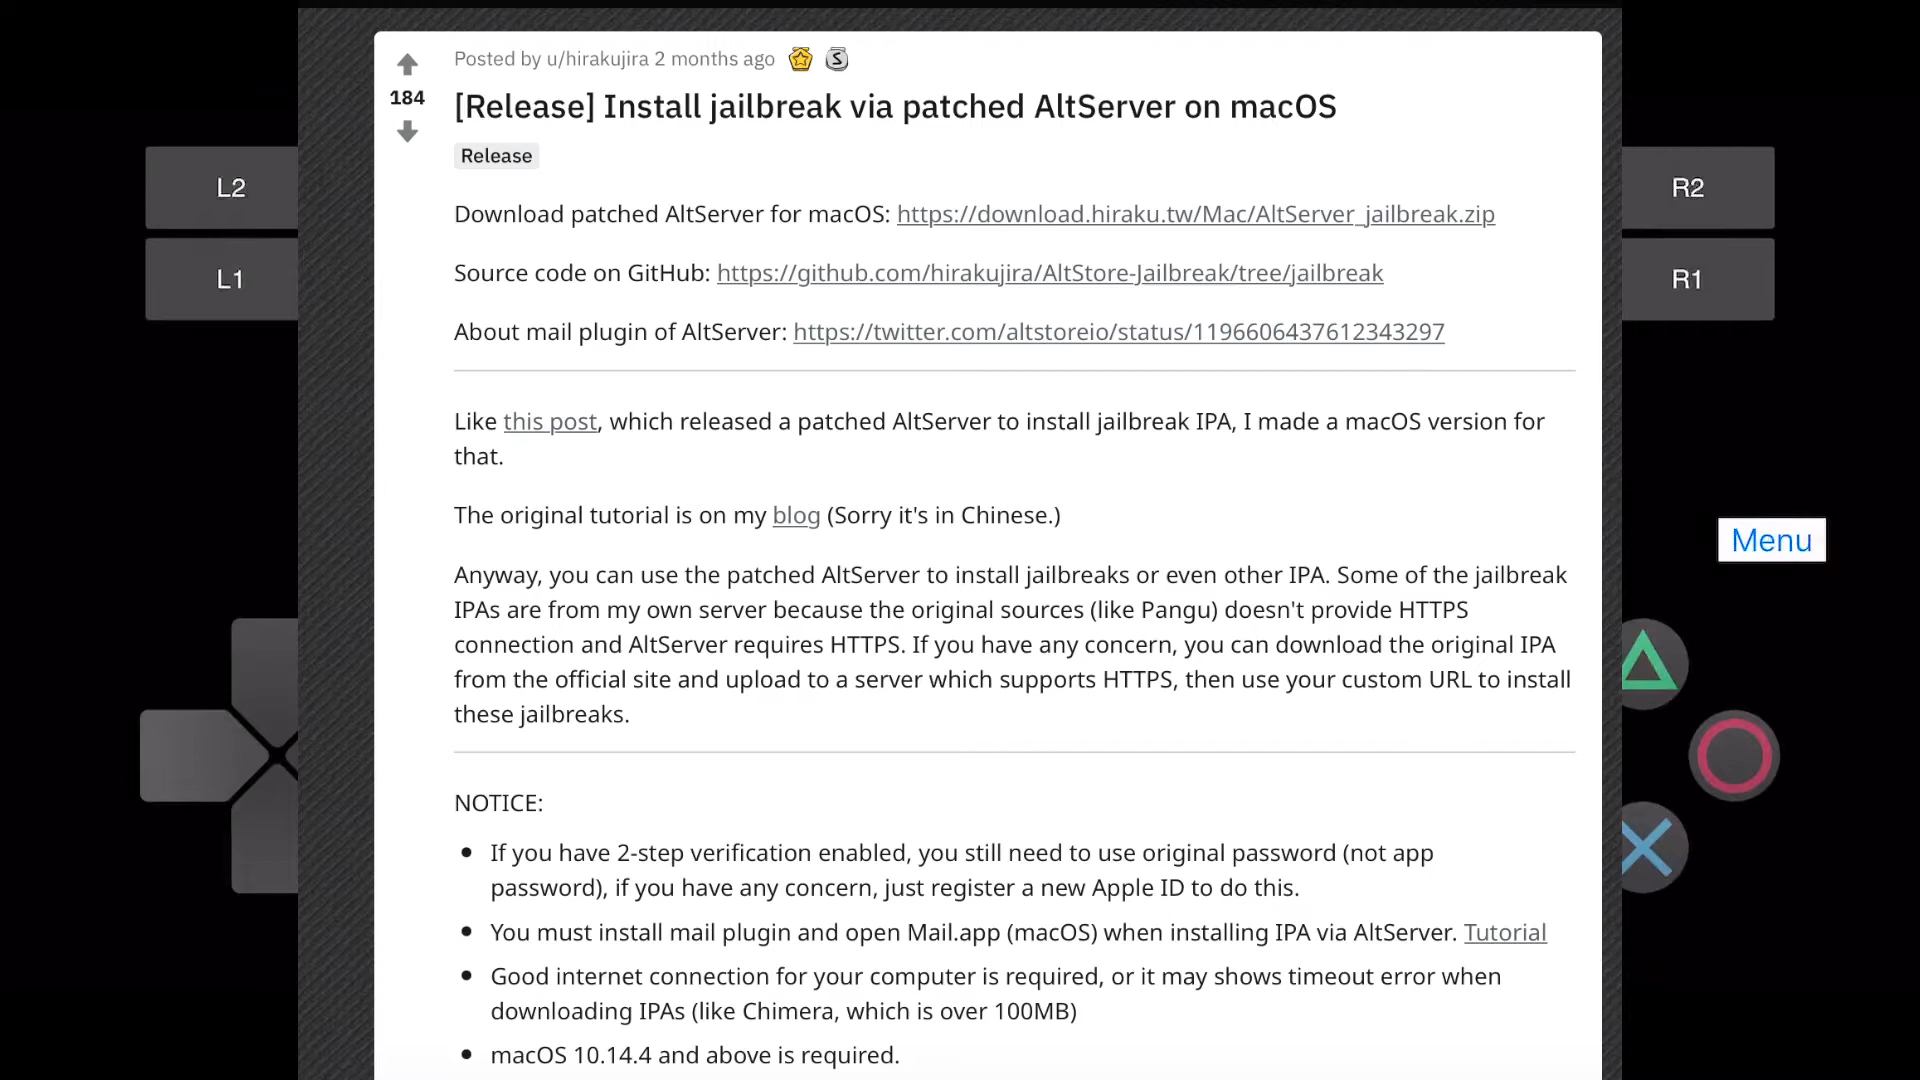 Posted by u/hirakujira 2 months ago
184
[Release] Install jailbreak via patched AltServer on macOS
Release
L2
R2
Download patched AltServer for macOS: https://download.hiraku.tw/Mac/AltServer_jailbreak.zip
L1
R1
Source code on GitHub: https://github.com/hirakujira/AltStore-Jailbreak/tree/jailbreak
About mail plugin of AltServer: https://twitter.com/altstoreio/status/1196606437612343297
Like this post, which released a patched AltServer to install jailbreak IPA, I made a macOS version for
that.
The original tutorial is on my blog (Sorry it's in Chinese.)
Menu
Anyway, you can use the patched AltServer to install jailbreaks or even other IPA. Some of the jailbreak
IPAs are from my own server because the original sources (like Pangu) doesn't provide HTTPS
connection and AltServer requires HTTPS. If you have any concern, you can download the original IPA
from the official site and upload to a server which supports HTTPS, then use your custom URL to install
these jailbreaks.
NOTICE:
• If you have 2-step verification enabled, you still need to use original password (not app
password), if you have any concern, just register a new Apple ID to do this.
• You must install mail plugin and open Mail.app (macOS) when installing IPA via AltServer. Tutorial
• Good internet connection for your computer is required, or it may shows timeout error when
downloading IPAs (like Chimera, which is over 100MB)
• macOS 10.14.4 and above is required.